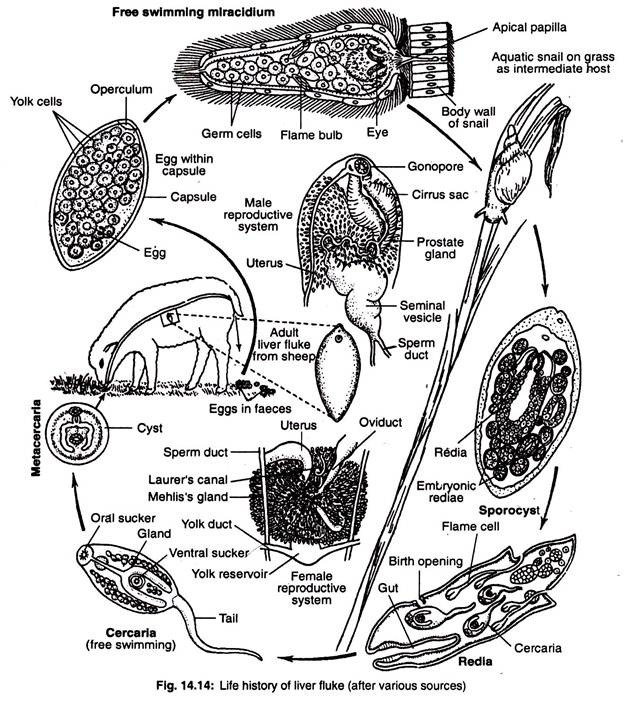 Free swimming miracidium
Apical papilla
Aquatic snail on grass
as intermediate host
Operculum
Yolk cells
Germ cells
Flame bulb
Eye
Body wall
of snail
Egg within
capsule
Capsule
Egg
Gonopore
Male
reproductive
system
Cirrus sac
Prostate
gland
Uterus
Seminal
vesicle
Sperm
duct
Adult
liver fluke
from sheep
Eggs in faeces
Metacercaria
Cyst
Uterus
Oviduct
Sperm duct
Laurer's canal
Mehlis's gland
Yolk duct
Yolk reservoir
Female
reproductive
system
Rédia
Embryonic
rediae
Sporocyst
Oral sucker
Gland
Ventral sucker
Tail
Cercaria
(free swimming)
Flame cell
Birth opening
Gut
Cercaria
Redia
Fig. 14.14: Life history of liver fluke (after various sources)